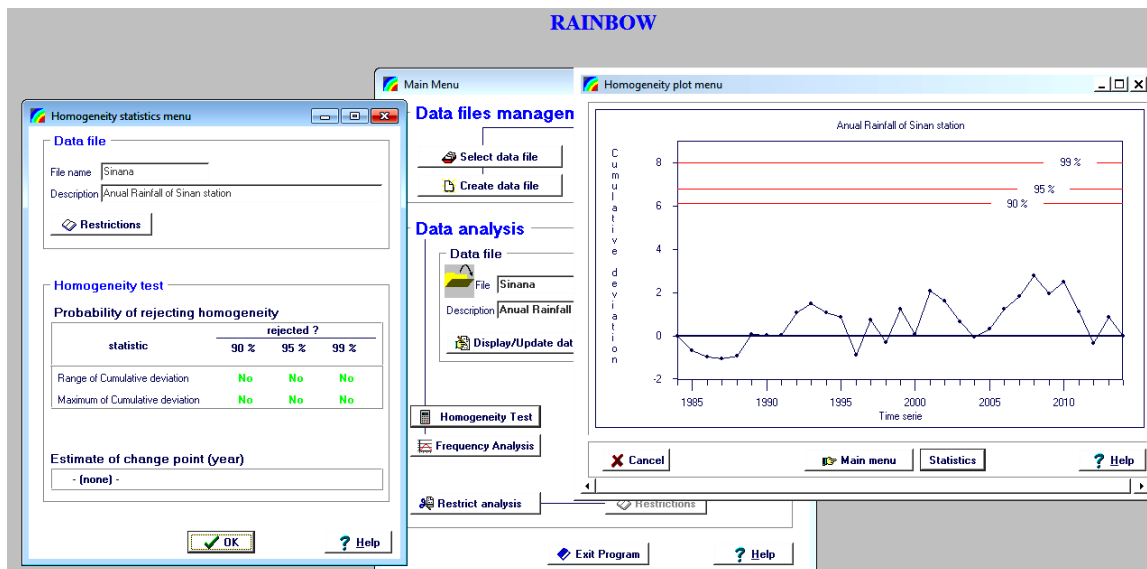 RAINBOW
Homogeneity statistics menu
Data file
File name Sinana
Description Anual Rainfall of Sinan station
Restrictions
Homogeneity test
Probability of rejecting homogeneity
rejected ?
statistic 90 % 95 % 99 %
Range of Cumulative deviation No No No
Maximum of Cumulative deviation No No No
Estimate of change point (year)
- (none) -
OK Help
Main Menu
Data files managen
Select data file
Create data file
Data analysis
Data file
File Sinana
Description Anual Rainfall
Display/Update dat
Homogeneity Test
Frequency Analysis
Restrict analysis Restrictions
Exit Program Help
Homogeneity plot menu
Anual Rainfall of Sinan station
Cumulative deviation
8
6
4
2
0
-2
99 %
95 %
90 %
1985 1990 1995 2000 2005 2010
Time serie
Cancel Main menu Statistics Help